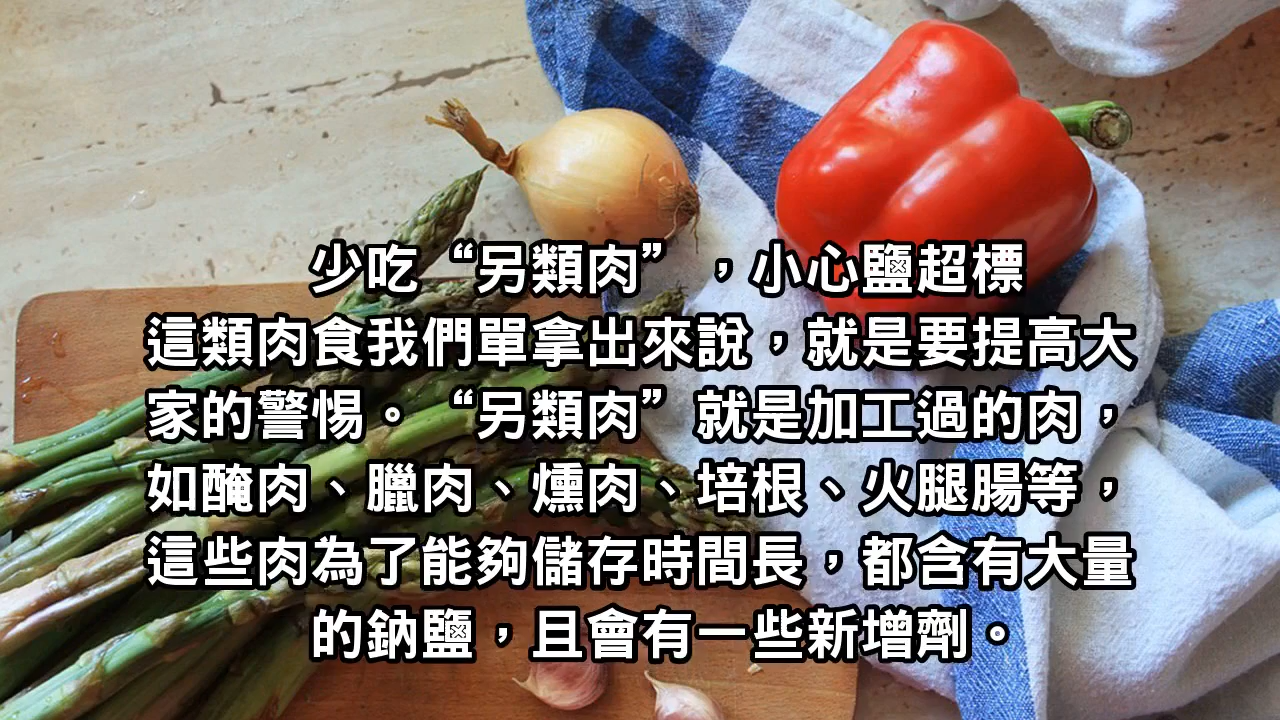 少吃“另類肉”，小心鹽超標
這類肉食我們單拿出來說，就是要提高大
家的警惕。“另類肉”就是加工過的肉，
如醃肉、臘肉、燻肉、培根、火腿腸等，
這些肉為了能夠儲存時間長，都含有大量
的鈉鹽，且會有一些新增劑。